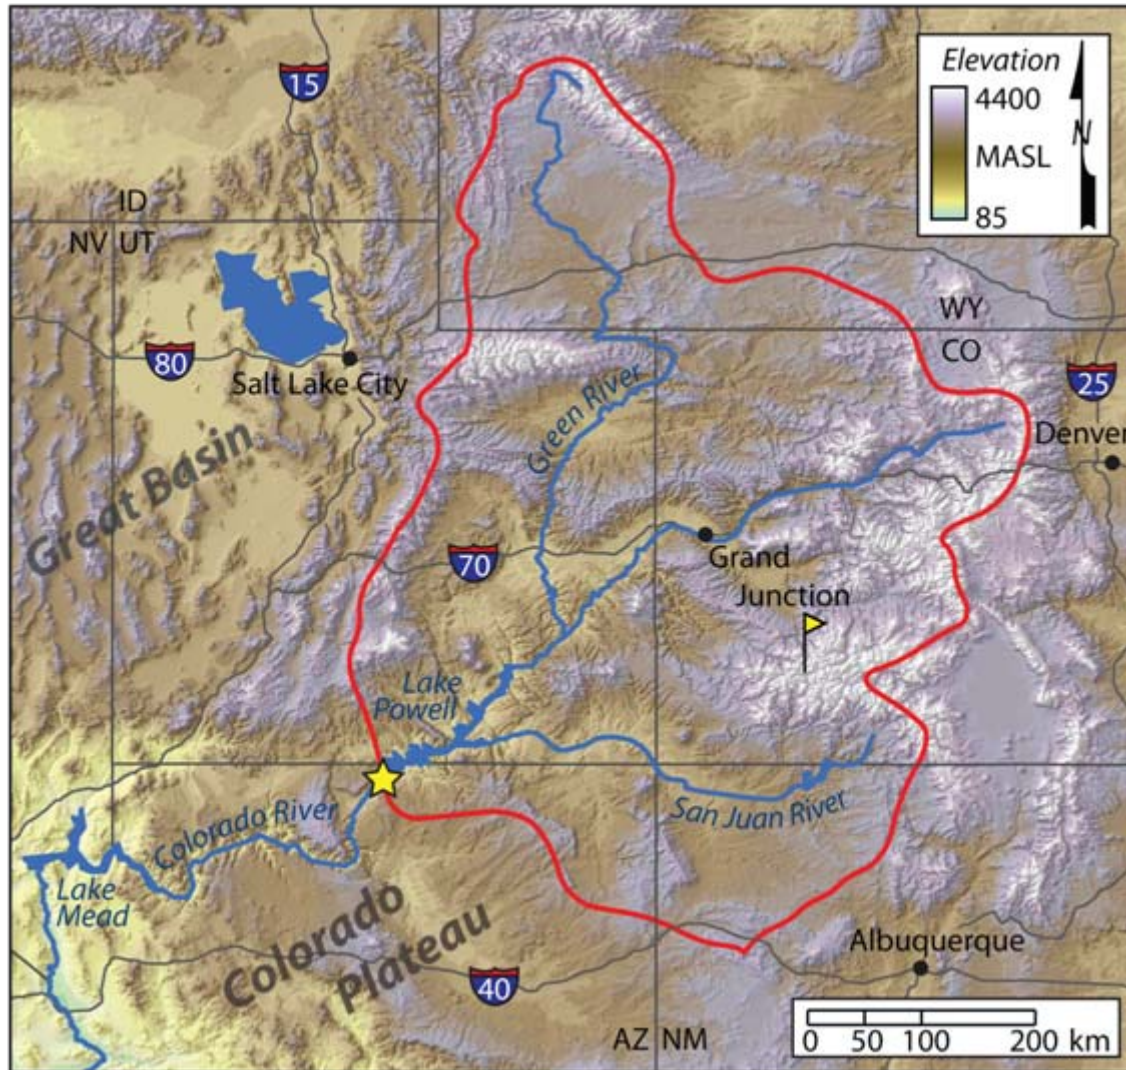 Elevation
4400
MASL
85
N
15
ID
NV UT
WY
CO
80
Salt Lake City
25
Denver
Green River
Great Basin
70
Grand
Junction
Lake
Powell
San Juan River
Colorado River
Lake
Mead
Colorado
Plateau
Albuquerque
40
AZ NM
0 50 100 200 km